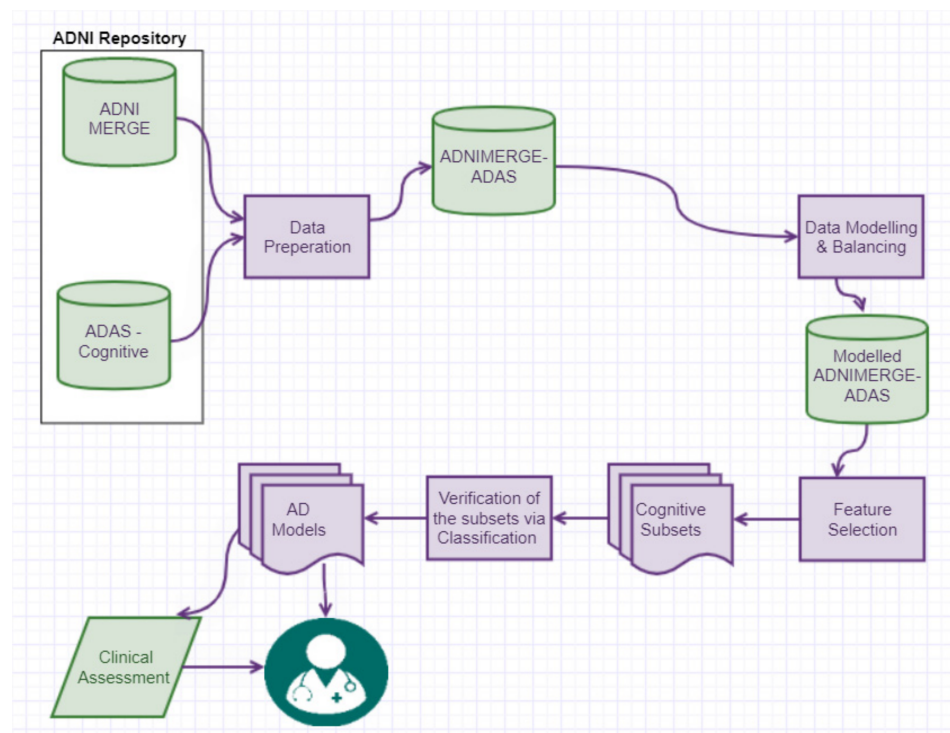 ADNI Repository
ADNI
MERGE
ADAS -
Cognitive
Data
Preperation
ADNIMERGE-
ADAS
Data Modelling
& Balancing
Modelled
ADNIMERGE-
ADAS
Feature
Selection
Cognitive
Subsets
Verification of
the subsets via
Classification
AD
Models
Clinical
Assessment